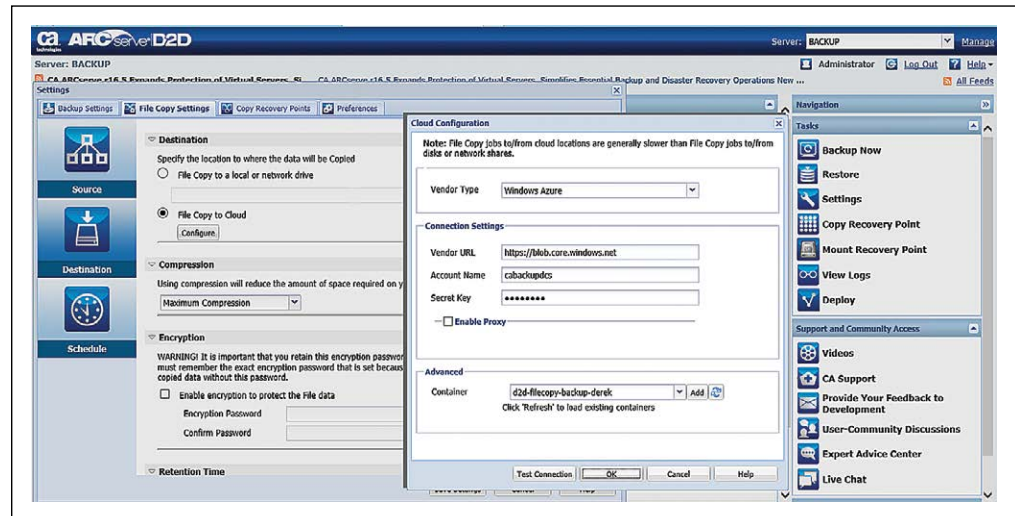 ca technologies ARCserve D2D
Server: BACKUP Manage
Server: BACKUP
Administrator Log Out Help
CA ARCserve r16.5 Expands Protection of Virtual Servers, Si... CA ARCserve r16.5 Expands Protection of Virtual Servers, Simplifies Essential Backup and Disaster Recovery Operations New ... All Feeds
Settings
Backup Settings File Copy Settings Copy Recovery Points Preferences
Source
Destination
Schedule
Destination
Specify the location to where the data will be Copied
File Copy to a local or network drive
File Copy to Cloud
Configure
Compression
Using compression will reduce the amount of space required on y
Maximum Compression
Encryption
WARNING! It is important that you retain this encryption passwor
must remember the exact encryption password that is set becaus
copied data without this password.
Enable encryption to protect the File data
Encryption Password
Confirm Password
Retention Time
Save Settings Cancel Help
Cloud Configuration
Note: File Copy jobs to/from cloud locations are generally slower than File Copy jobs to/from
disks or network shares.
Vendor Type Windows Azure
Connection Settings
Vendor URL https://blob.core.windows.net
Account Name cabackupdcs
Secret Key ••••••••
Enable Proxy
Advanced
Container d2d-filecopy-backup-derek Add
Click 'Refresh' to load existing containers
Test Connection OK Cancel Help
Navigation
Tasks
Backup Now
Restore
Settings
Copy Recovery Point
Mount Recovery Point
View Logs
Deploy
Support and Community Access
Videos
CA Support
Provide Your Feedback to
Development
User-Community Discussions
Expert Advice Center
Live Chat